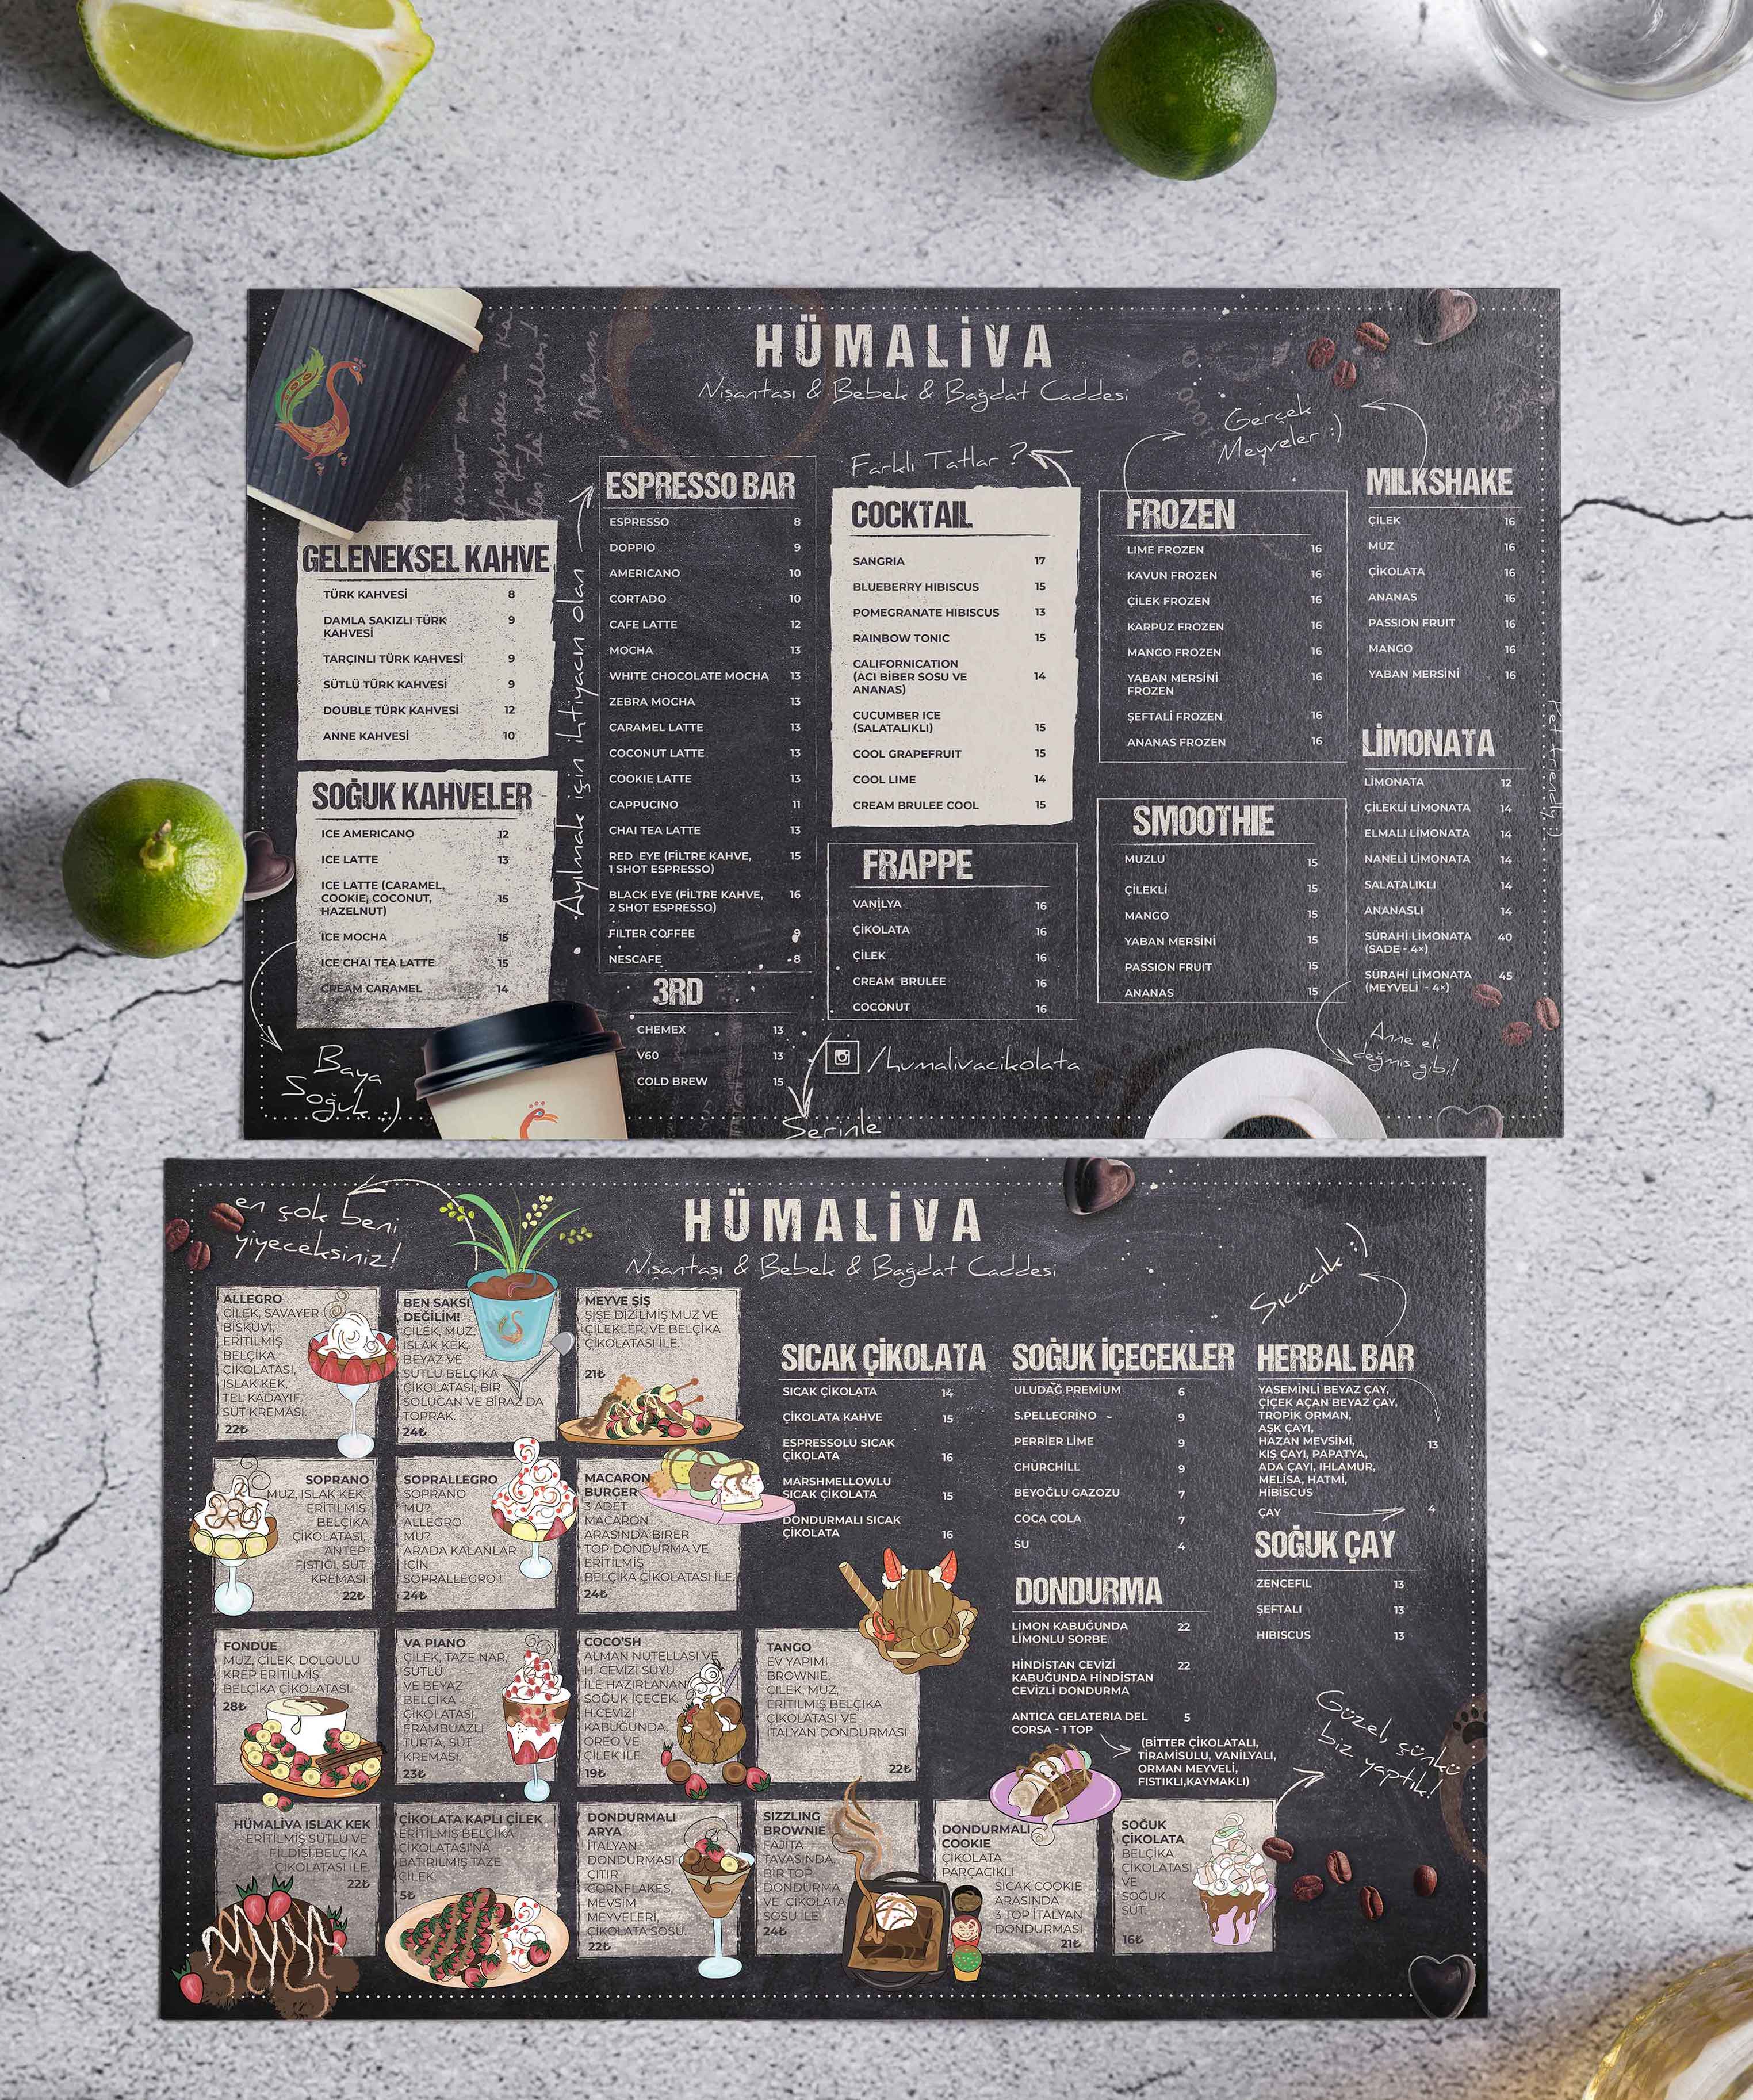 HÜMALİVA
Nişantası & Bebek & Bağdat Caddesi
GELENEKSEL KAHVE
TÜRK KAHVESİ 8
DAMLA SAKIZLI TÜRK
KAHVESİ 9
TARÇINLI TÜRK KAHVESİ 9
SÜTLÜ TÜRK KAHVESİ 9
DOUBLE TÜRK KAHVESİ 12
ANNE KAHVESİ 10
SOĞUK KAHVELER
ICE AMERICANO 12
ICE LATTE 13
ICE LATTE (CARAMEL,
COOKIE, COCONUT, 15
HAZELNUT)
ICE MOCHA 15
ICE CHAI TEA LATTE 15
CREAM CARAMEL 14
Baya
Soğuk :)
Ayılmak için ihtiyacın olan
ESPRESSO BAR
ESPRESSO 8
DOPPIO 9
AMERICANO 10
CORTADO 10
CAFE LATTE 12
MOCHA 13
WHITE CHOCOLATE MOCHA 13
ZEBRA MOCHA 13
CARAMEL LATTE 13
COCONUT LATTE 13
COOKIE LATTE 13
CAPPUCINO 11
CHAI TEA LATTE 13
RED EYE (FİLTRE KAHVE, 15
1 SHOT ESPRESSO)
BLACK EYE (FİLTRE KAHVE, 16
2 SHOT ESPRESSO)
FILTER COFFEE 9
NESCAFE 8
3RD
CHEMEX 13
V60 13
COLD BREW 15
Farklı Tatlar ?
COCKTAIL
SANGRIA 17
BLUEBERRY HIBISCUS 15
POMEGRANATE HIBISCUS 13
RAINBOW TONIC 15
CALIFORNICATION
(ACI BİBER SOSU VE 14
ANANAS)
CUCUMBER ICE
(SALATALIKLI) 15
COOL GRAPEFRUIT 15
COOL LIME 14
CREAM BRULEE COOL 15
FRAPPE
VANİLYA 16
ÇİKOLATA 16
ÇİLEK 16
CREAM BRULEE 16
COCONUT 16
/humalivacikolata
Serinle
Gerçek
Meyveler :)
FROZEN
LIME FROZEN 16
KAVUN FROZEN 16
ÇİLEK FROZEN 16
KARPUZ FROZEN 16
MANGO FROZEN 16
YABAN MERSİNİ 16
FROZEN
ŞEFTALİ FROZEN 16
ANANAS FROZEN 16
SMOOTHIE
MUZLU 15
ÇİLEKLİ 15
MANGO 15
YABAN MERSİNİ 15
PASSION FRUIT 15
ANANAS 15
MILKSHAKE
ÇİLEK 16
MUZ 16
ÇİKOLATA 16
ANANAS 16
PASSION FRUIT 16
MANGO 16
YABAN MERSİNİ 16
LİMONATA
LİMONATA 12
ÇİLEKLİ LİMONATA 14
ELMALI LİMONATA 14
NANELİ LİMONATA 14
SALATALIKLI 14
ANANASLI 14
SÜRAHİ LİMONATA 40
(SADE - 4×)
SÜRAHİ LİMONATA 45
(MEYVELİ - 4×)
Anne eli
değmiş gibi!
Pet friendly :)
en çok beni
yiyeceksiniz!
HÜMALİVA
Nişantası & Bebek & Bağdat Caddesi
ALLEGRO
ÇİLEK, SAVAYER
BİSKÜVİ,
ERİTİLMİŞ
BELÇİKA
ÇİKOLATASI,
ISLAK KEK,
TEL KADAYIF,
SÜT KREMASI.
22₺
BEN SAKSI
DEĞİLİM!
ÇİLEK, MUZ,
ISLAK KEK,
BEYAZ VE
SÜTLÜ BELÇİKA
ÇİKOLATASI, BİR
SOLUCAN VE BİRAZ DA
TOPRAK.
24₺
MEYVE ŞİŞ
ŞİŞE DİZİLMİŞ MUZ VE
ÇİLEKLER, VE BELÇİKA
ÇİKOLATASI İLE.
21₺
SOPRANO
MUZ, ISLAK KEK,
ERİTİLMİŞ
BELÇİKA
ÇİKOLATASI,
ANTEP
FISTIĞI, SÜT
KREMASI
22₺
SOPRALLEGRO
SOPRANO
MU?
ALLEGRO
MU?
ARADA KALANLAR
İÇİN
SOPRALLEGRO !
24₺
MACARON
BURGER
3 ADET
MACARON
ARASINDA BİRER
TOP DONDURMA VE
ERİTİLMİŞ
BELÇİKA ÇİKOLATASI İLE.
24₺
FONDUE
MUZ, ÇİLEK, DOLGULU
KREP ERİTİLMİŞ
BELÇİKA ÇİKOLATASI.
28₺
VA PIANO
ÇİLEK, TAZE NAR,
SÜTLÜ
VE BEYAZ
BELÇİKA
ÇİKOLATASI,
FRAMBUAZLI
TURTA, SÜT
KREMASI.
23₺
COCO'SH
ALMAN NUTELLASI VE
H. CEVİZİ SUYU
İLE HAZIRLANAN
SOĞUK İÇECEK.
H.CEVİZİ
KABUĞUNDA,
OREO VE
ÇİLEK İLE.
19₺
TANGO
EV YAPIMI
BROWNIE,
ÇİLEK, MUZ,
ERİTİLMİŞ BELÇİKA
ÇİKOLATASI VE
İTALYAN DONDURMASI
22₺
HÜMALİVA ISLAK KEK
ERİTİLMİŞ SÜTLÜ VE
FİLDİŞİ BELÇİKA
ÇİKOLATASI İLE.
22₺
ÇİKOLATA KAPLI ÇİLEK
ERİTİLMİŞ BELÇİKA
ÇİKOLATASI'NA
BATIRILMIŞ TAZE
ÇİLEK.
5₺
DONDURMALI
ARYA
İTALYAN
DONDURMASI
ÇITIR
CORNFLAKES,
MEVSİM
MEYVELERİ,
ÇİKOLATA SOSU.
22₺
SIZZLING
BROWNIE
FAJİTA
TAVASINDA,
BİR TOP
DONDURMA
VE ÇİKOLATA
SOSU İLE.
24₺
DONDURMALI
COOKIE
ÇİKOLATA
PARÇACIKLI
SICAK COOKIE
ARASINDA
3 TOP İTALYAN
DONDURMASI
21₺
SOĞUK
ÇİKOLATA
BELÇİKA
ÇİKOLATASI
VE
SOĞUK
SÜT.
16₺
SICAK ÇİKOLATA
SICAK ÇİKOLATA 14
ÇİKOLATA KAHVE 15
ESPRESSOLU SICAK
ÇİKOLATA 16
MARSHMELLOWLU
SICAK ÇİKOLATA 15
DONDURMALI SICAK
ÇİKOLATA 16
SOĞUK İÇECEKLER
ULUDAĞ PREMİUM 6
S.PELLEGRİNO 9
PERRİER LİME 9
CHURCHİLL 9
BEYOĞLU GAZOZU 7
COCA COLA 7
SU 4
DONDURMA
LİMON KABUĞUNDA 22
LİMONLU SORBE
HİNDİSTAN CEVİZİ 22
KABUĞUNDA HİNDİSTAN
CEVİZLİ DONDURMA
ANTICA GELATERIA DEL 5
CORSA - 1 TOP
(BİTTER ÇİKOLATALI,
TİRAMİSULU, VANİLYALI,
ORMAN MEYVELİ,
FISTIKLI,KAYMAKLI)
Sıcacık :)
HERBAL BAR
YASEMİNLİ BEYAZ ÇAY,
ÇİÇEK AÇAN BEYAZ ÇAY,
TROPİK ORMAN,
AŞK ÇAYI,
HAZAN MEVSİMİ, 13
KIŞ ÇAYI, PAPATYA,
ADA ÇAYI, IHLAMUR,
MELİSA, HATMİ,
HİBİSCUS
ÇAY 4
SOĞUK ÇAY
ZENCEFIL 13
ŞEFTALI 13
HIBISCUS 13
Güzel, çünkü
biz yaptık!